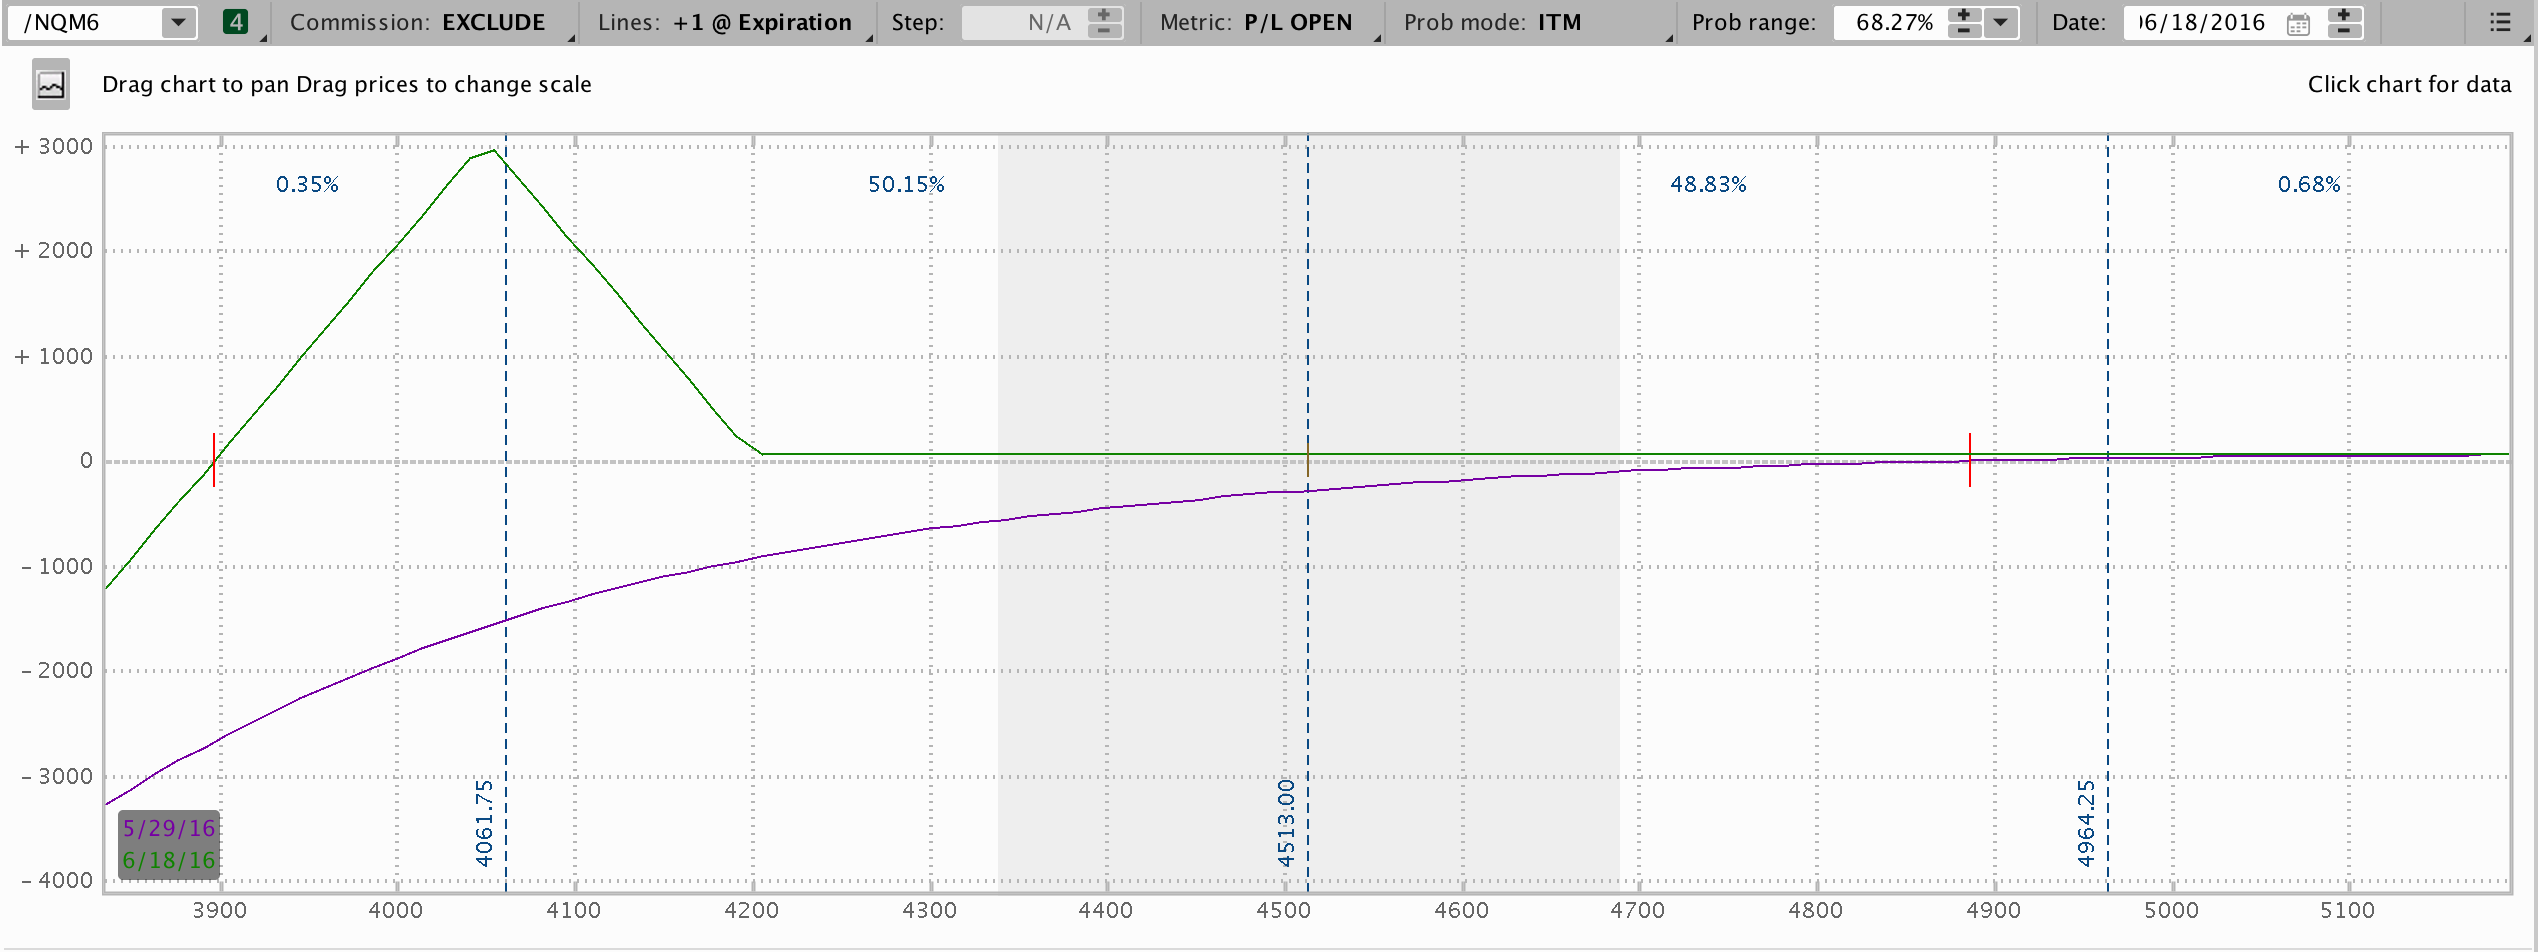 /NQM6 4 Commission: EXCLUDE Lines: +1 @ Expiration Step: N/A Metric: P/L OPEN Prob mode: ITM Prob range: 68.27% Date: 06/18/2016
Drag chart to pan Drag prices to change scale Click chart for data
+ 3000
0.35% 50.15% 48.83% 0.68%
+ 2000
+ 1000
0
- 1000
- 2000
- 3000
4061.75 4513.00 4964.25
5/29/16
6/18/16
- 4000
3900 4000 4100 4200 4300 4400 4500 4600 4700 4800 4900 5000 5100